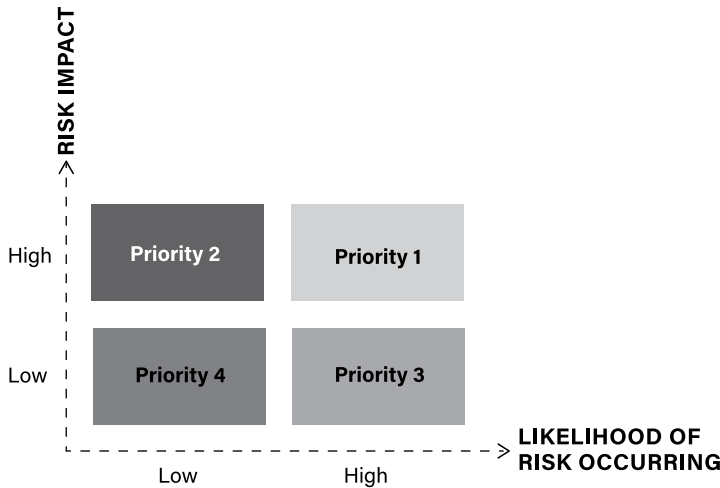 RISK IMPACT
High
Priority 2
Priority 1
Low
Priority 4
Priority 3
LIKELIHOOD OF
RISK OCCURRING
Low
High